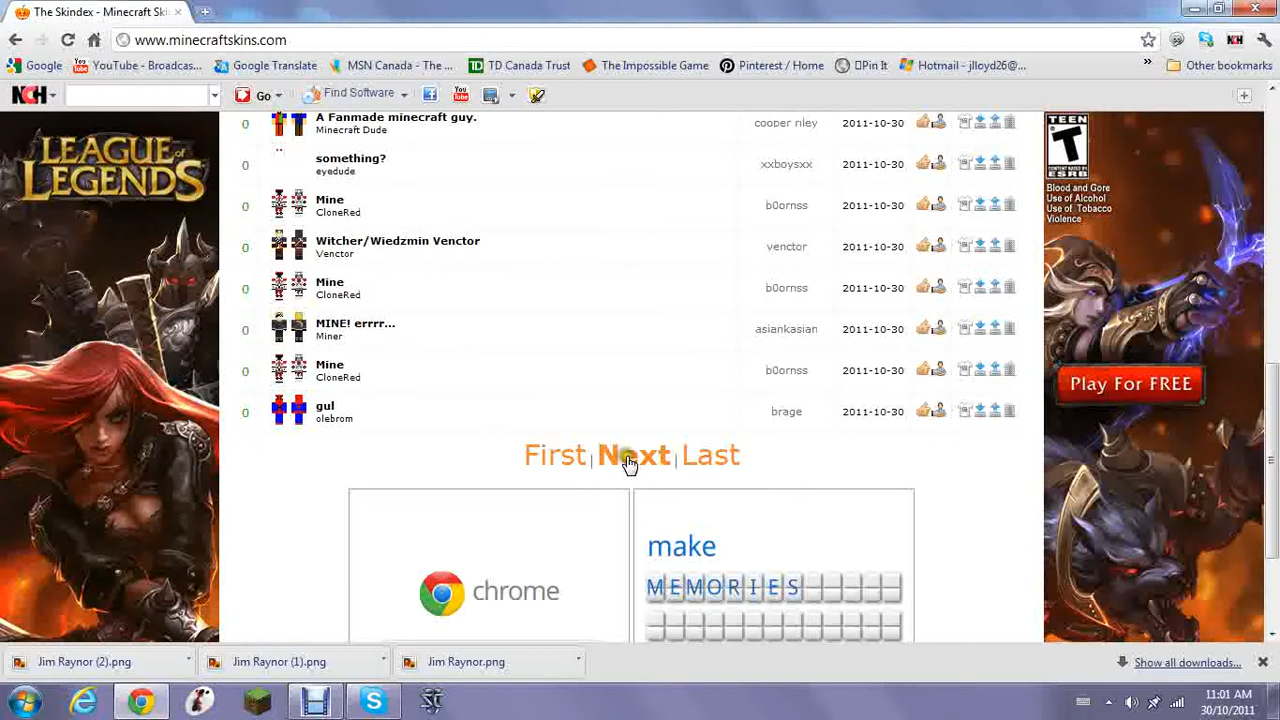 The Skindex - Minecraft Ski
www.minecraftskins.com
Google YouTube - Broadcas... Google Translate MSN Canada - The ... TD Canada Trust The Impossible Game Pinterest / Home Pin It Hotmail - jlloyd26@... » Other bookmarks
NCH Go Find Software
LEAGUE of LEGENDS
TEEN
T
CONTENT RATED BY
ESRB
Blood and Gore
Use of Alcohol
Use of Tobacco
Violence
Play For FREE
0 A Fanmade minecraft guy. cooper nley 2011-10-30
Minecraft Dude
0 something? xxboysxx 2011-10-30
eyedude
0 Mine b0ornss 2011-10-30
CloneRed
0 Witcher/Wiedzmin Venctor venctor 2011-10-30
Venctor
0 Mine b0ornss 2011-10-30
CloneRed
0 MINE! errrr... asiankasian 2011-10-30
Miner
0 Mine b0ornss 2011-10-30
CloneRed
0 gul brage 2011-10-30
olebrom
First | Next | Last
chrome
make
MEMORIES
Jim Raynor (2).png Jim Raynor (1).png Jim Raynor.png Show all downloads...
11:01 AM
30/10/2011